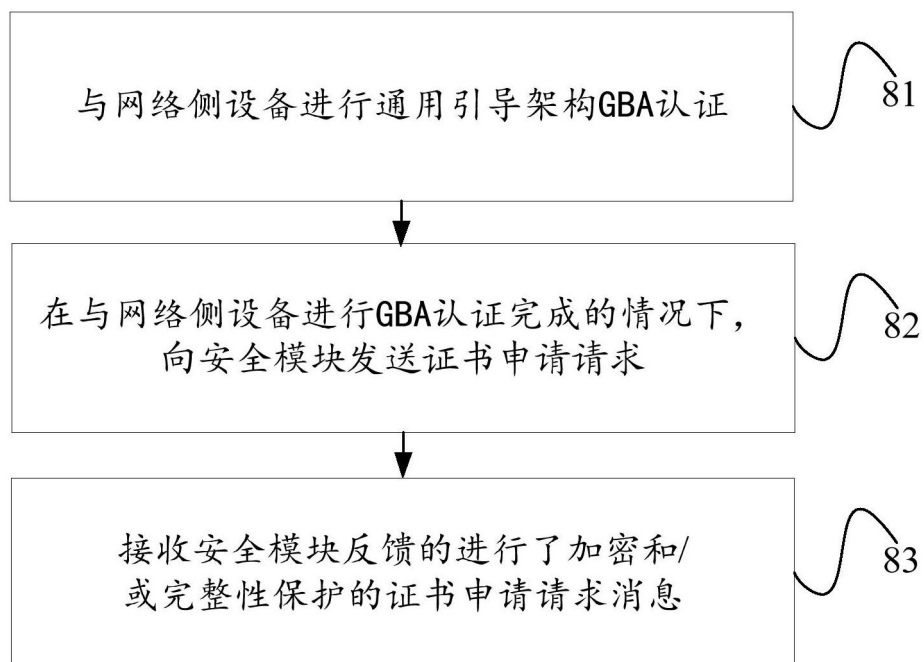 与网络侧设备进行通用引导架构GBA认证
81
在与网络侧设备进行GBA认证完成的情况下，
向安全模块发送证书申请请求
82
接收安全模块反馈的进行了加密和/
或完整性保护的证书申请请求消息
83